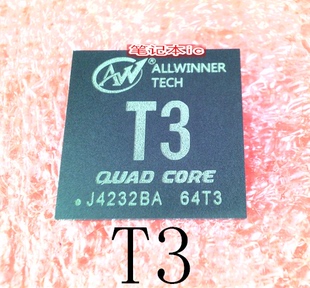 笔记本ic
AW
ALLWINNER
TECH
T3
QUAD CORE
J4232BA 64T3
T3